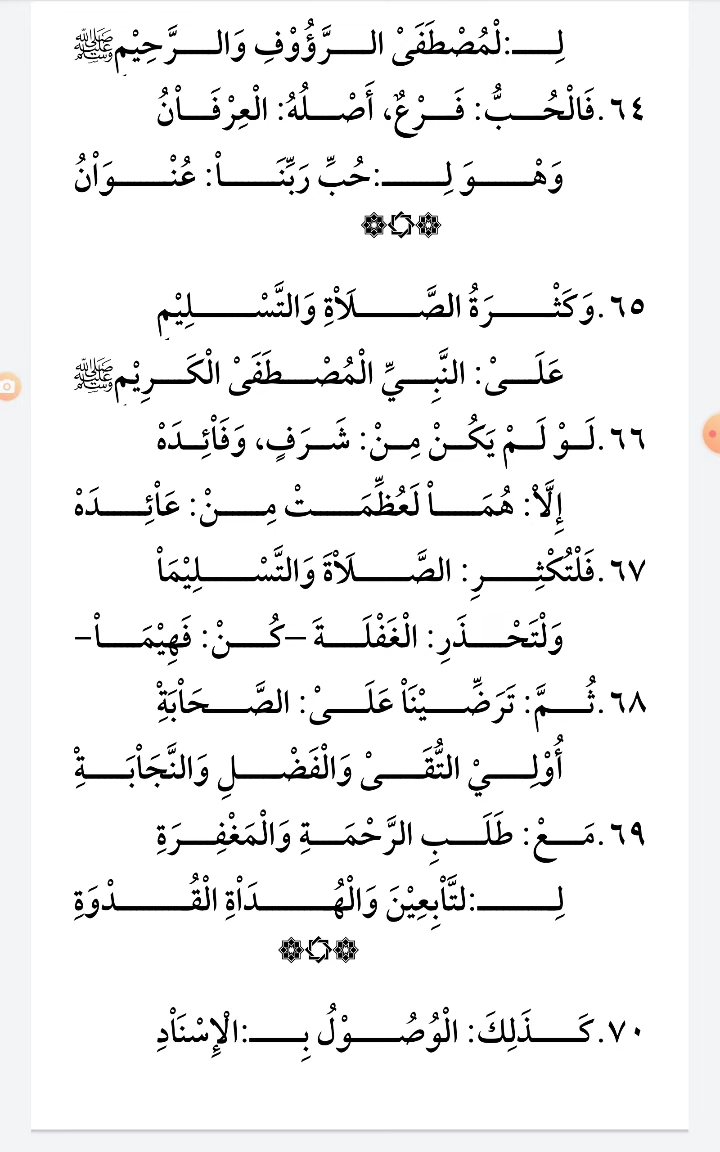 لِـــ:لْمُصْطَفَىْ الـــرَّؤُوْفِ وَالـــرَّحِيْمِ ﷺ
٦٤.فَالْحُـــبُّ: فَـــرْعٌ، أَصْـــلُهُ: الْعِرْفَـــاْنُ
وَهْـــوَ لِـــ:حُبِّ رَبِّنَـــاْ: عُنْـــوَاْنُ
٦٥.وَكَثْـــرَةُ الصَّـــلَاْةِ وَالتَّسْـــلِيْمِ
عَلَـــىْ: النَّبِـــيِّ الْمُصْـــطَفَىْ الْكَـــرِيْمِ ﷺ
٦٦.لَـــوْ لَـــمْ يَكُـــنْ مِـــنْ: شَـــرَفٍ، وَفَاْئِـــدَهْ
إِلَّاْ: هُمَـــاْ لَعُظِّمَـــتْ مِـــنْ: عَاْئِـــدَهْ
٦٧.فَلْتُكْثِـــرِ: الصَّـــلَاْةَ وَالتَّسْـــلِيْمَاْ
وَلْتَحْـــذَرِ: الْغَفْلَـــةَ –كُـــنْ: فَهِيْمَـــاْ–
٦٨.ثُـــمَّ: تَرَضِّـــيْنَاْ عَلَـــىْ: الصَّـــحَاْبَةْ
أُوْلِـــيْ التُّقَـــىْ وَالْفَضْـــلِ وَالنَّجَاْبَـــةِْ
٦٩.مَـــعْ: طَلَـــبِ الرَّحْمَـــةِ وَالْمَغْفِـــرَةِ
لِـــ:لتَّاْبِعِيْنَ وَالْهُـــدَاْةِ الْقُـــدْوَةِ
٧٠.كَـــذَلِكَ: الْوُصُـــوْلُ بِـــ:الْإِسْنَاْدِ